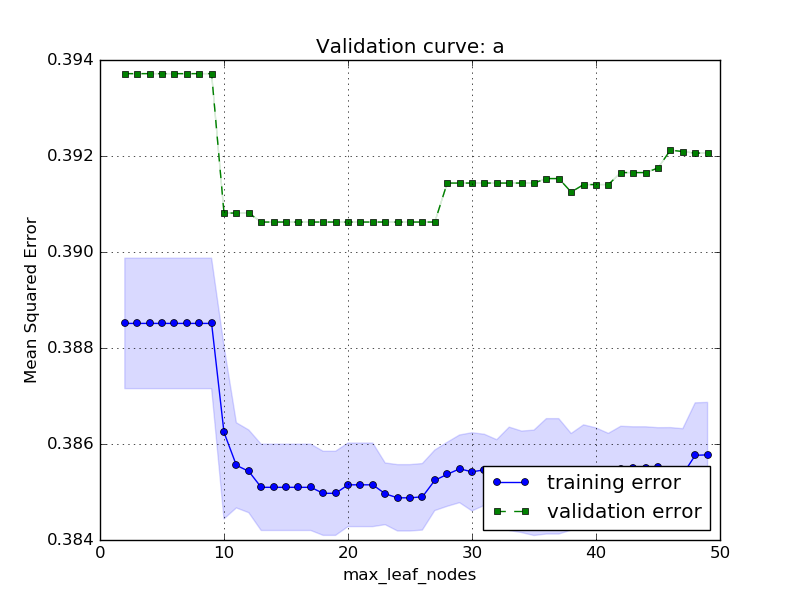 Validation curve: a
0.394
0.392
0.390
0.388
0.386
0.384
Mean Squared Error
0 10 20 30 40 50
max_leaf_nodes
training error
validation error